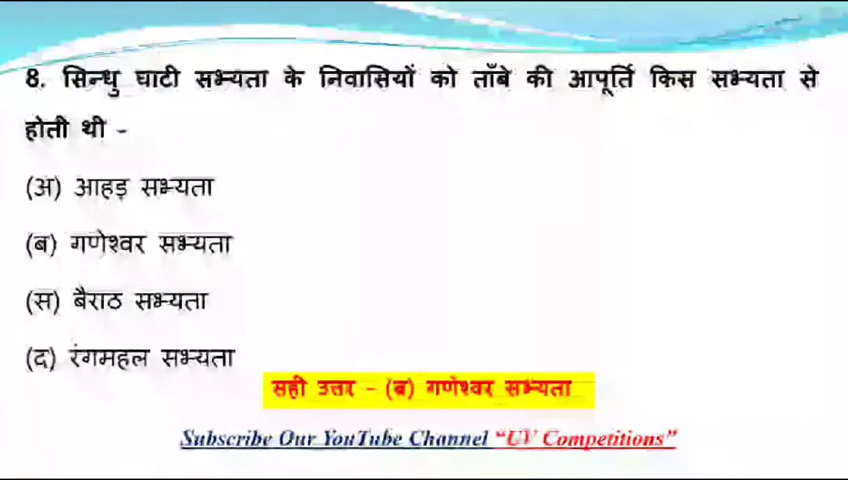 8. सिन्धु घाटी सभ्यता के निवासियों को ताँबे की आपूर्ति किस सभ्यता से
होती थी -
(अ) आहड़ सभ्यता
(ब) गणेश्वर सभ्यता
(स) बैराठ सभ्यता
(द) रंगमहल सभ्यता
सही उत्तर - (ब) गणेश्वर सभ्यता
Subscribe Our YouTube Channel “UV Competitions”